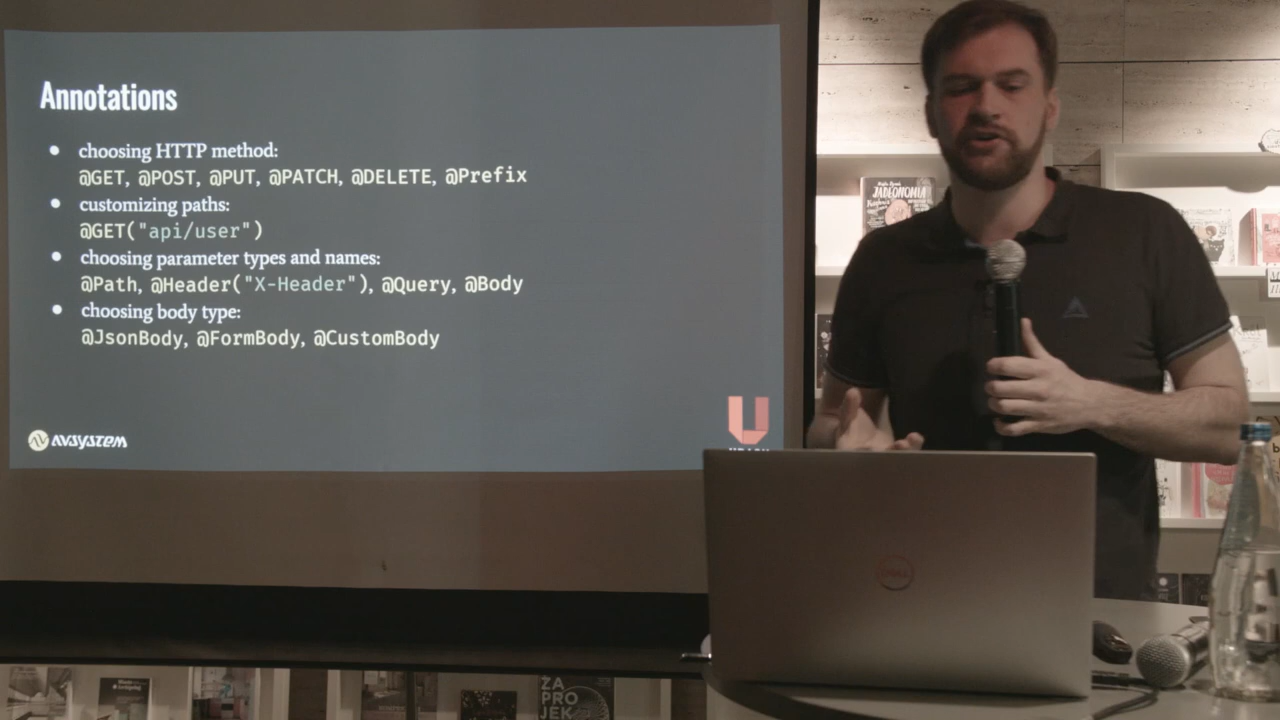 Annotations
choosing HTTP method:
@GET, @POST, @PUT, @PATCH, @DELETE, @Prefix
customizing paths:
@GET("api/user")
choosing parameter types and names:
@Path, @Header("X-Header"), @Query, @Body
choosing body type:
@JsonBody, @FormBody, @CustomBody
AVSYSTEM
JADŁONOMIA
DELL
ZA
PRO
JEK